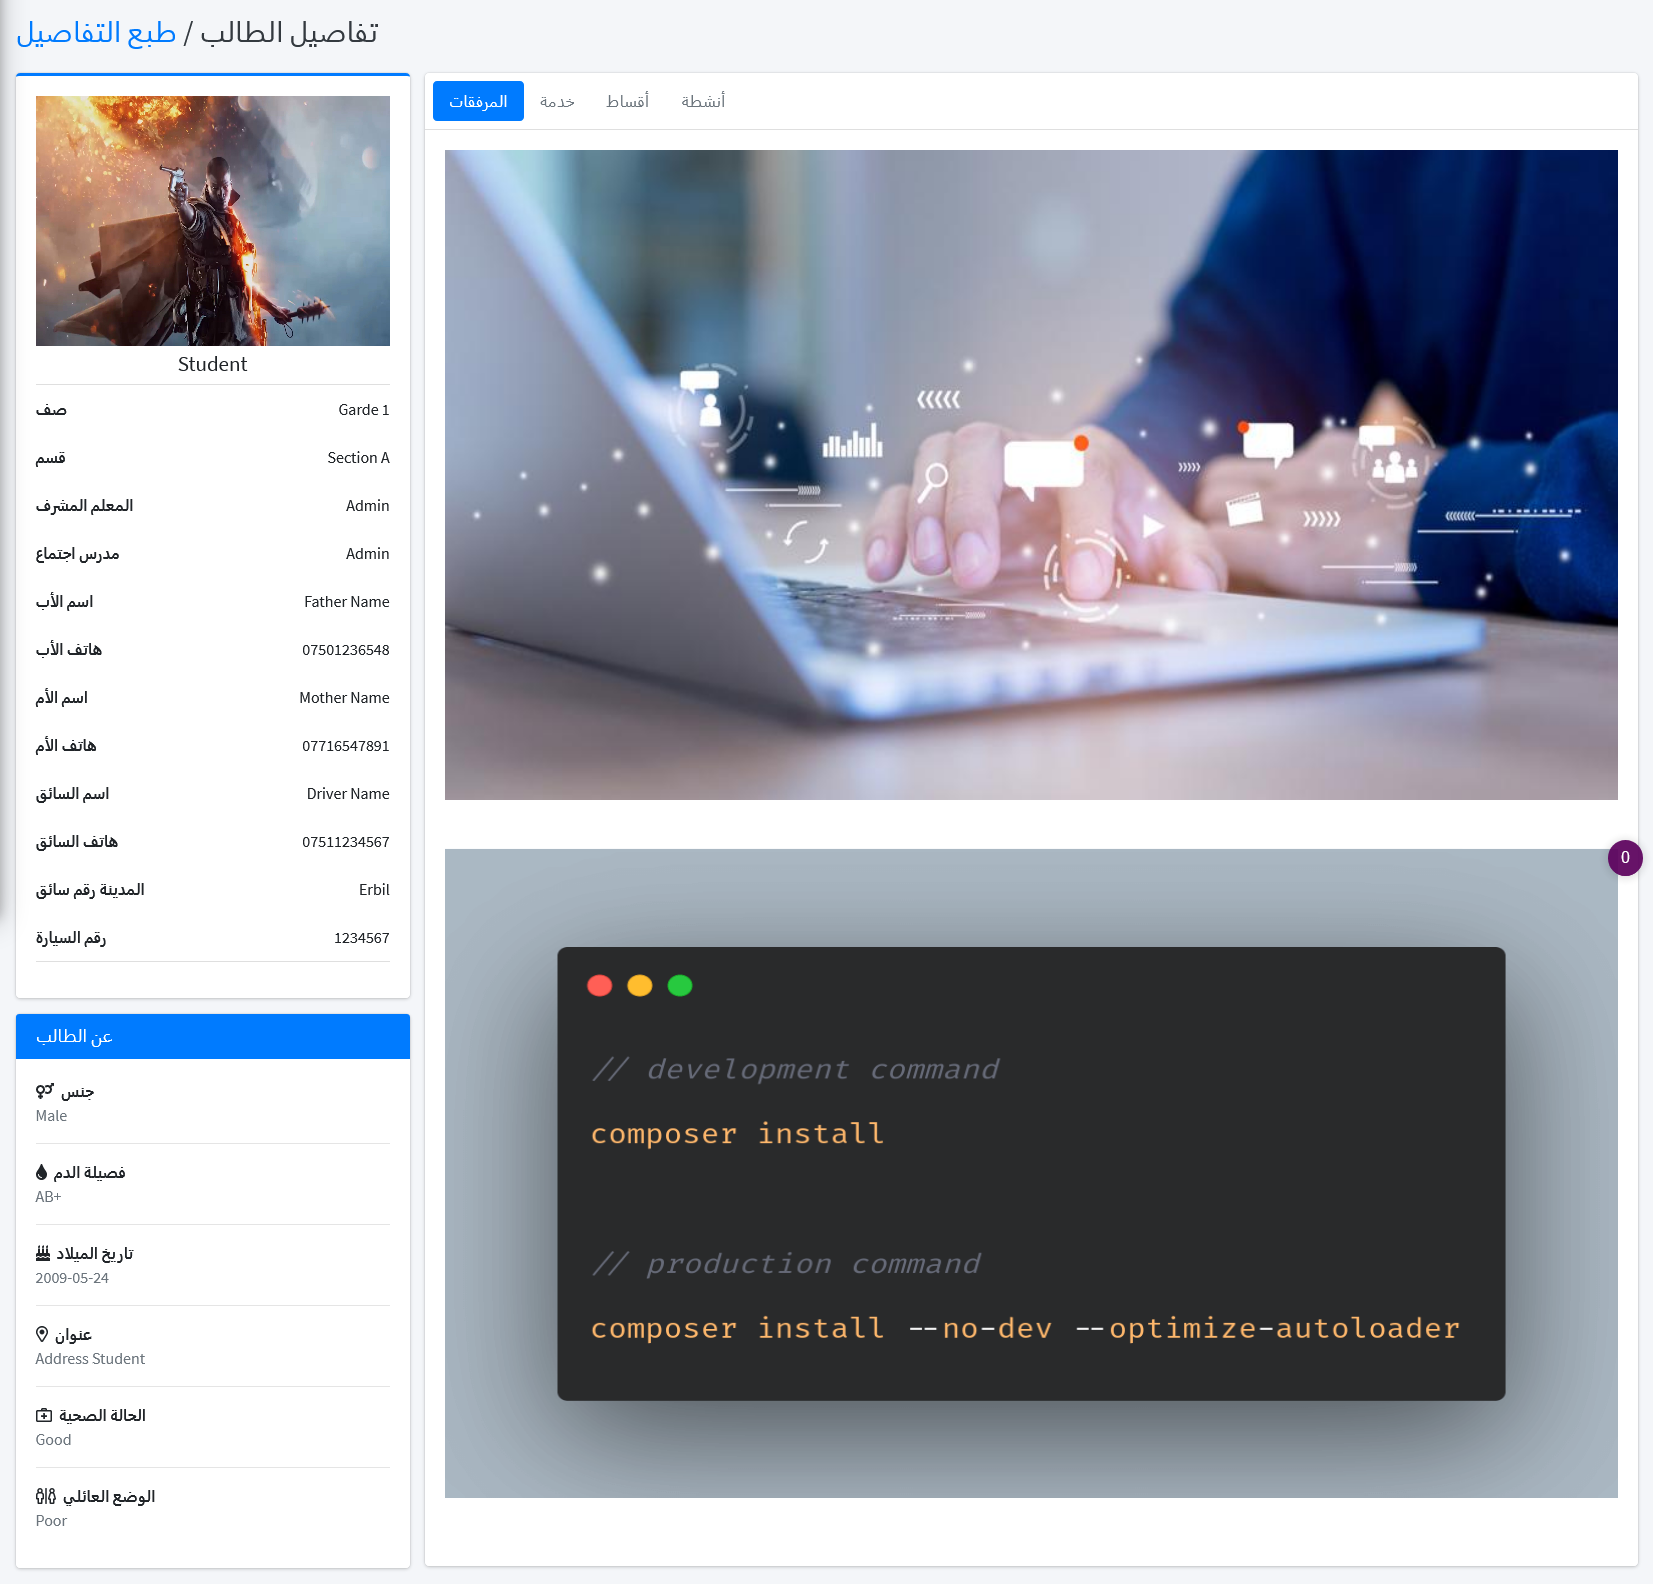 تفاصيل الطالب / طبع التفاصيل
Student
صف Garde 1
قسم Section A
المعلم المشرف Admin
مدرس اجتماع Admin
اسم الأب Father Name
هاتف الأب 07501236548
اسم الأم Mother Name
هاتف الأم 07716547891
اسم السائق Driver Name
هاتف السائق 07511234567
المدينة رقم سائق Erbil
رقم السيارة 1234567
عن الطالب
جنس
Male
فصيلة الدم
AB+
تاريخ الميلاد
2009-05-24
عنوان
Address Student
الحالة الصحية
Good
الوضع العائلي
Poor
المرفقات خدمة أقساط أنشطة
0
// development command
composer install
// production command
composer install --no-dev --optimize-autoloader